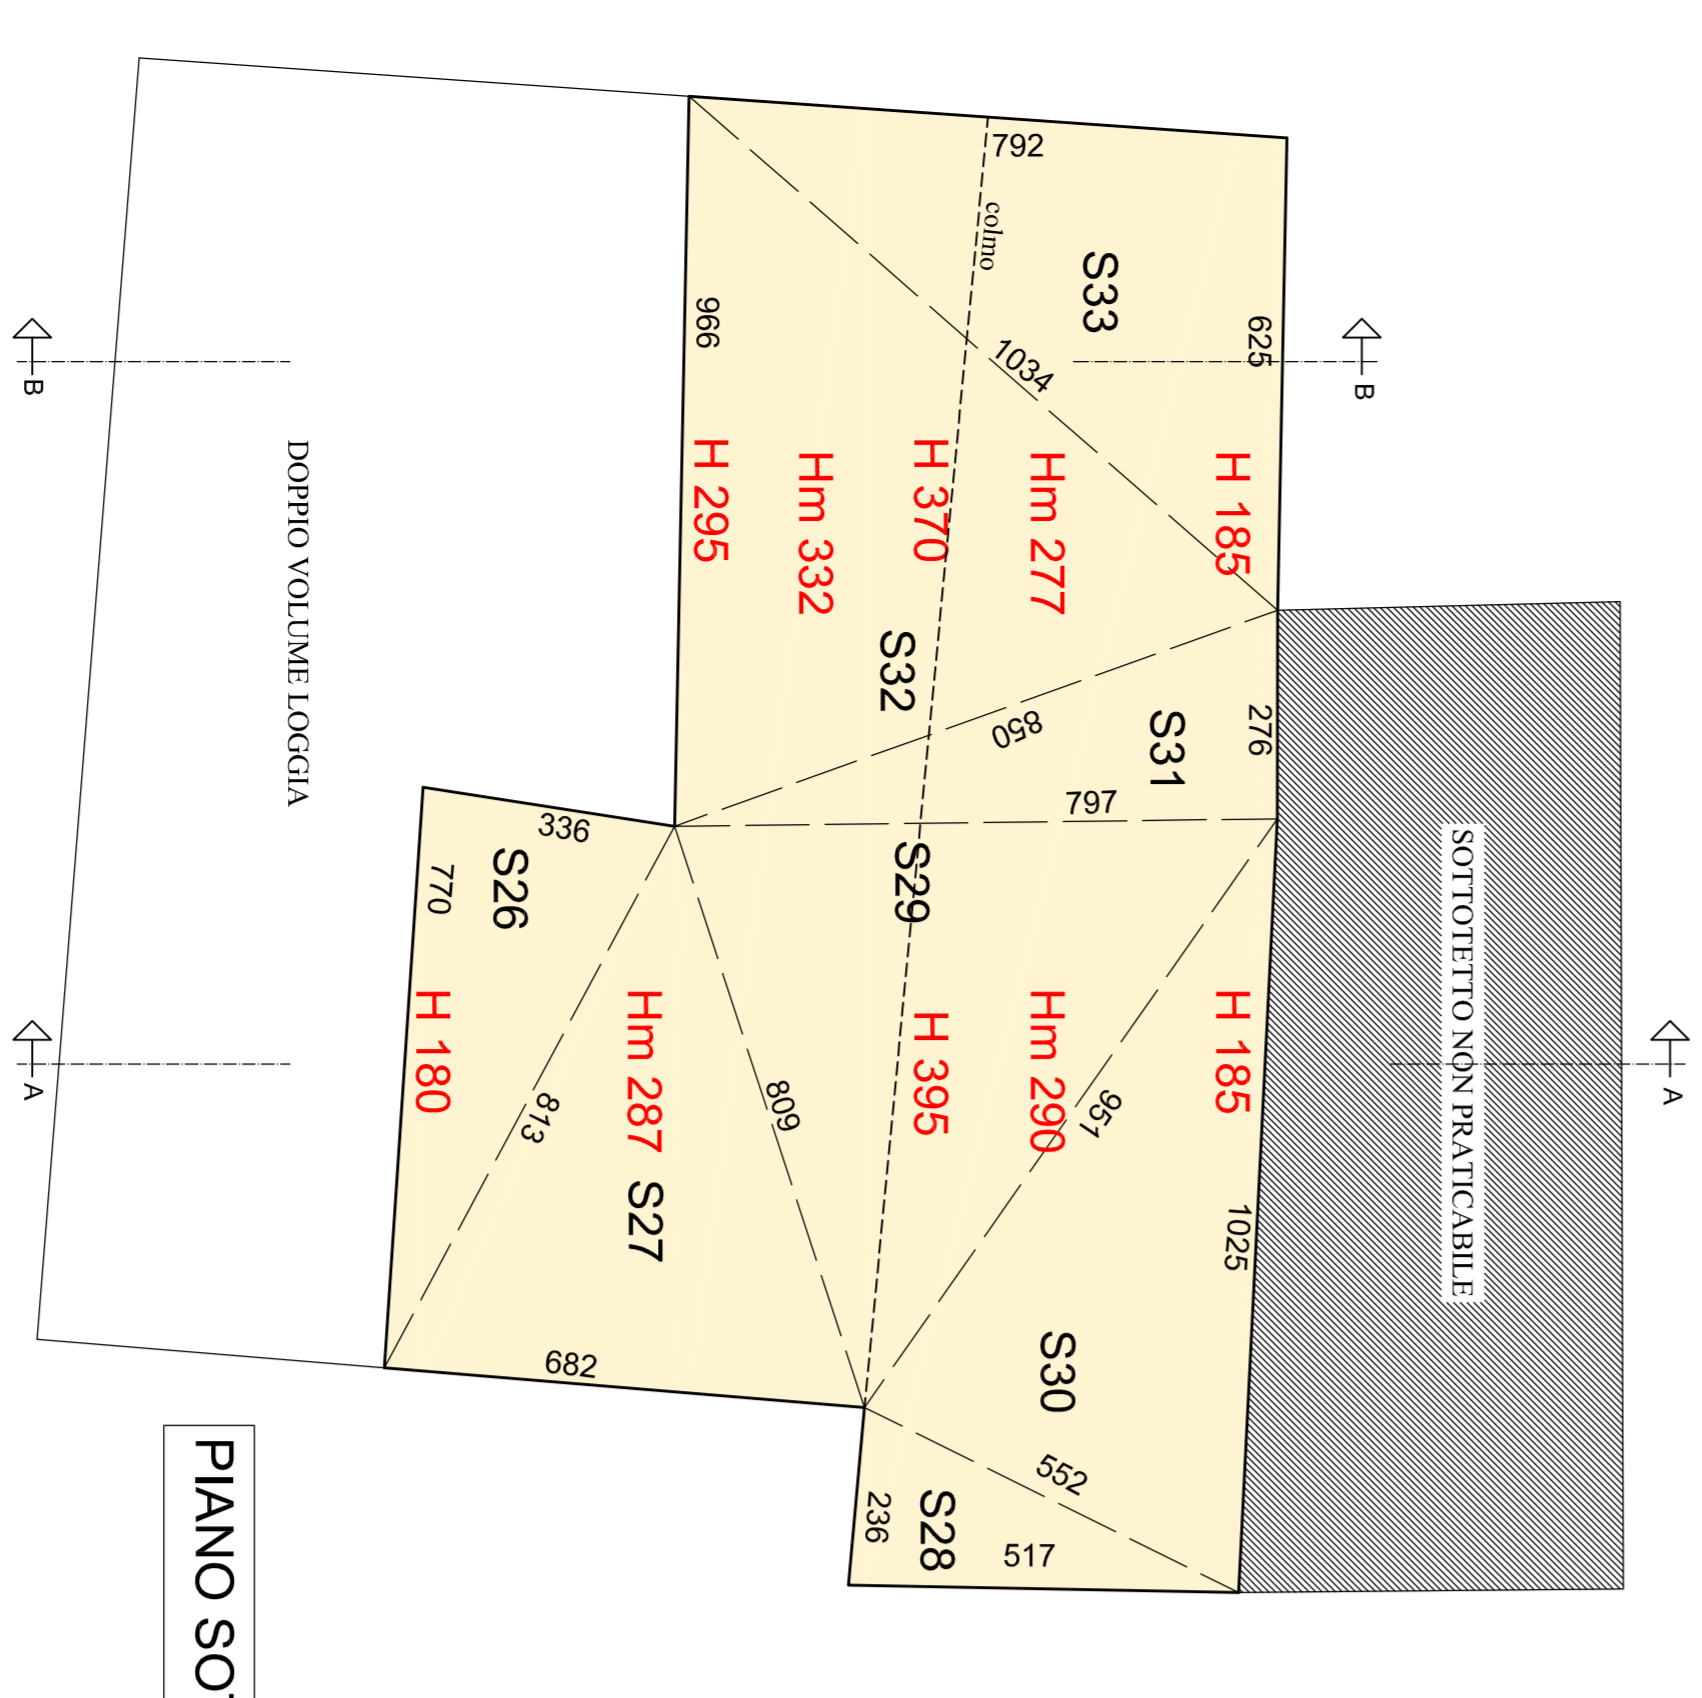 792
colmo
S33
625
966
1034
B
B
H 295
Hm 332
H 370
Hm 277
H 185
DOPPIO VOLUME LOGGIA
S32
850
S31
276
797
336
S26
770
S29
SOTTOTETTO NON PRATICABILE
H 180
Hm 287
H 395
Hm 290
H 185
813
809
951
A
A
S27
1025
682
S30
552
236
S28
517
PIANO SOT